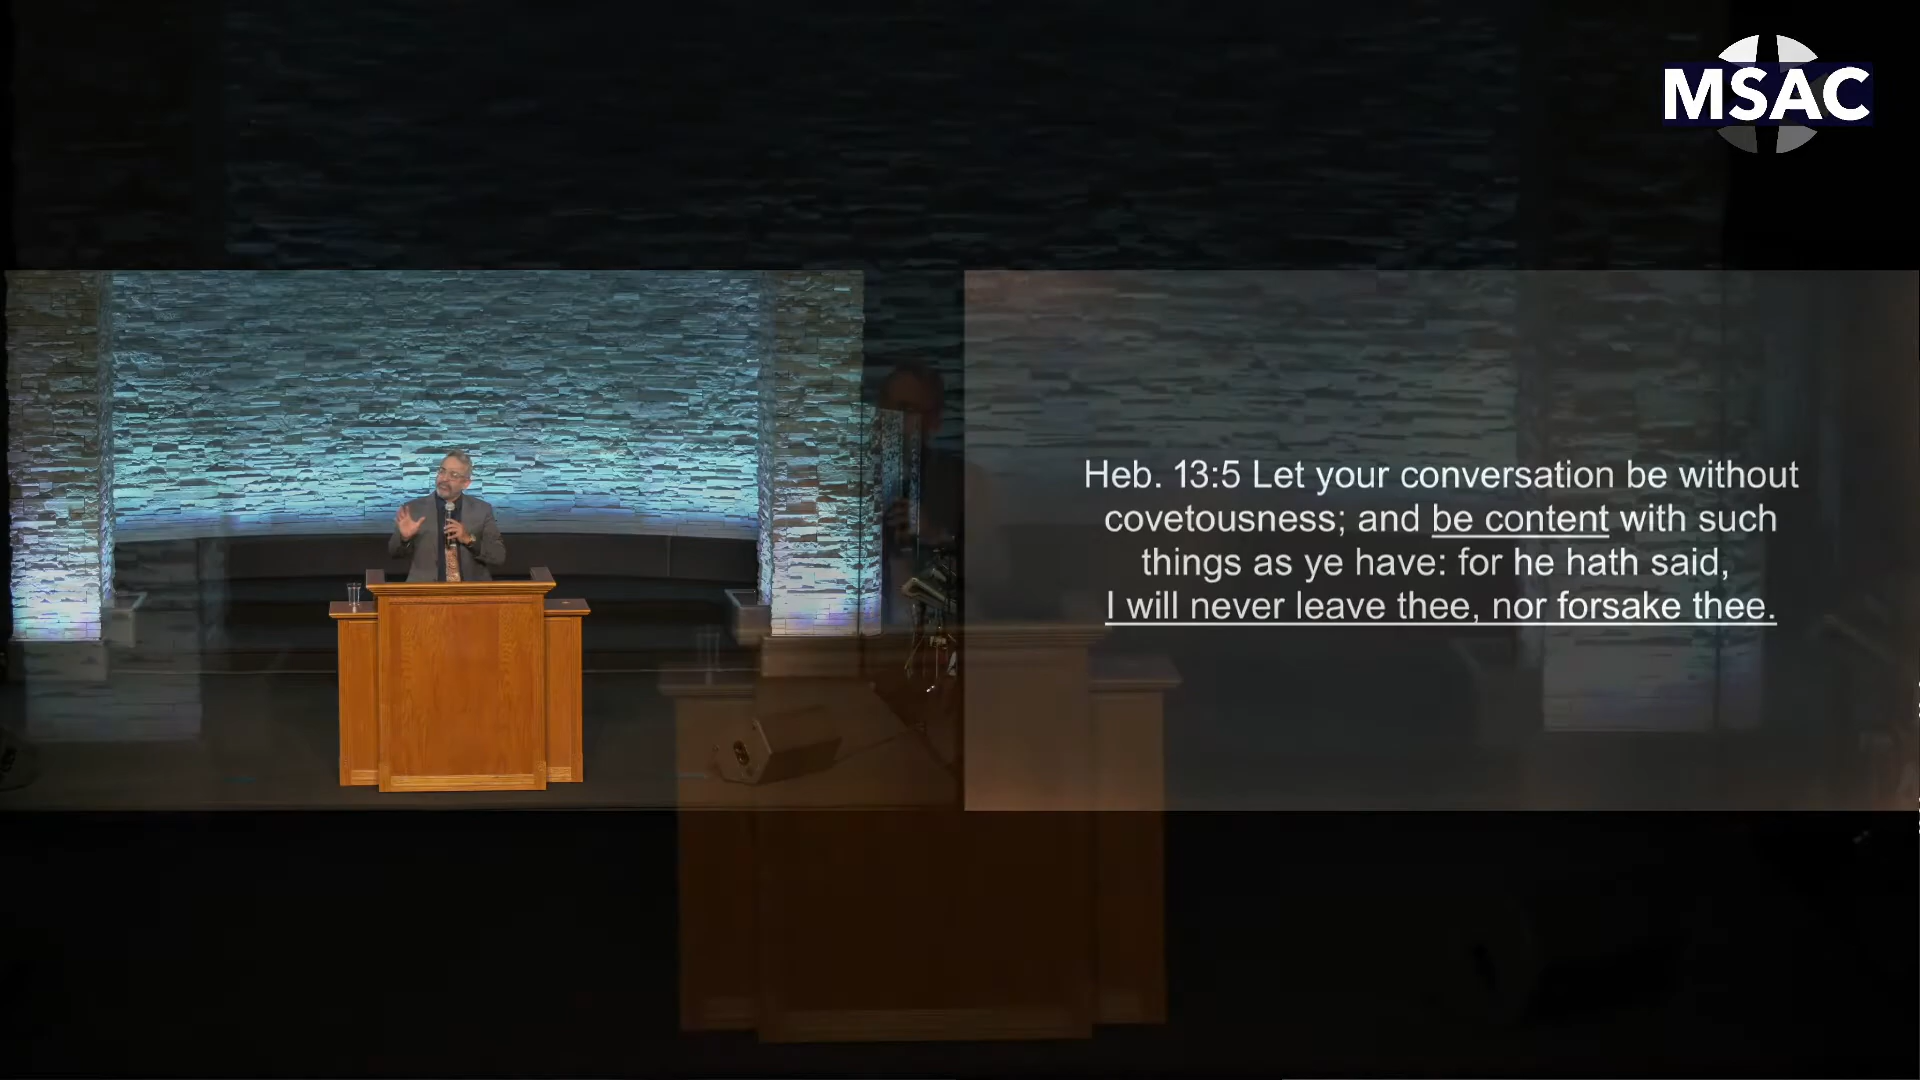 MSAC
Heb. 13:5 Let your conversation be without
covetousness; and be content with such
things as ye have: for he hath said,
I will never leave thee, nor forsake thee.